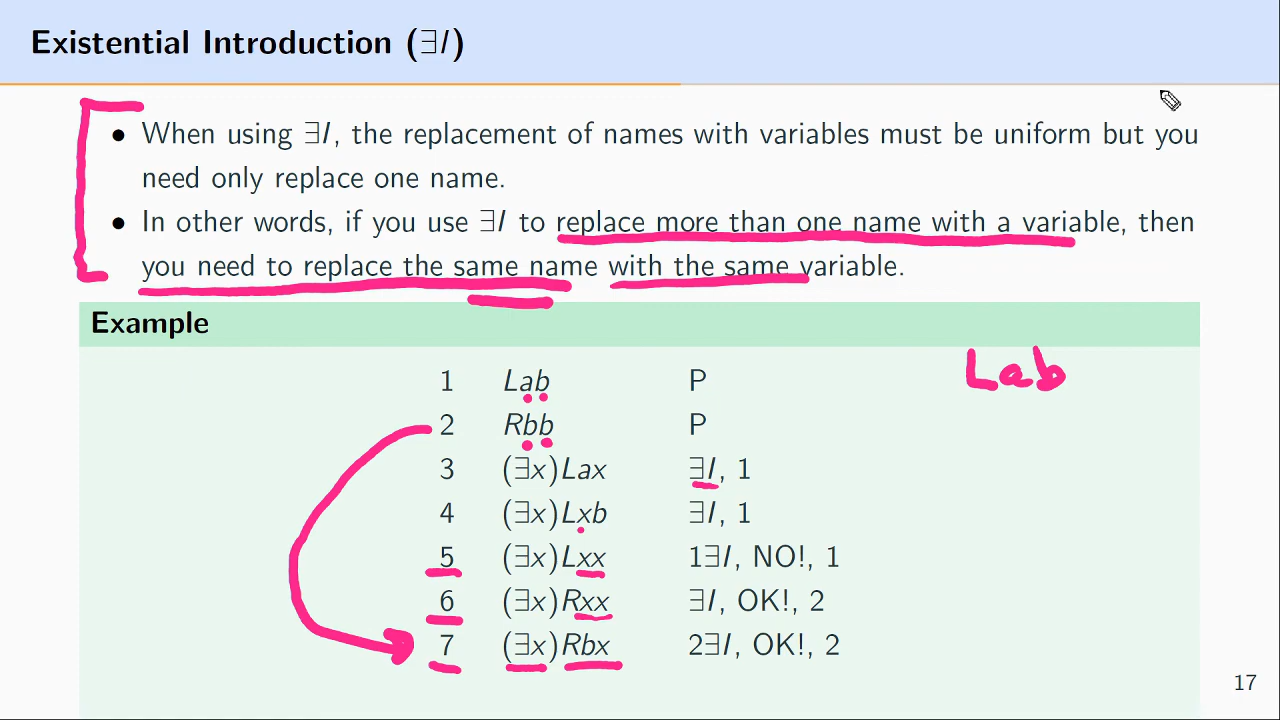 Existential Introduction (∃I)
• When using ∃I, the replacement of names with variables must be uniform but you
need only replace one name.
• In other words, if you use ∃I to replace more than one name with a variable, then
you need to replace the same name with the same variable.
Example
1 Lab P
Lab
2 Rbb P
3 (∃x)Lax ∃I, 1
4 (∃x)Lxb ∃I, 1
5 (∃x)Lxx 1∃I, NO!, 1
6 (∃x)Rxx ∃I, OK!, 2
7 (∃x)Rbx 2∃I, OK!, 2
17